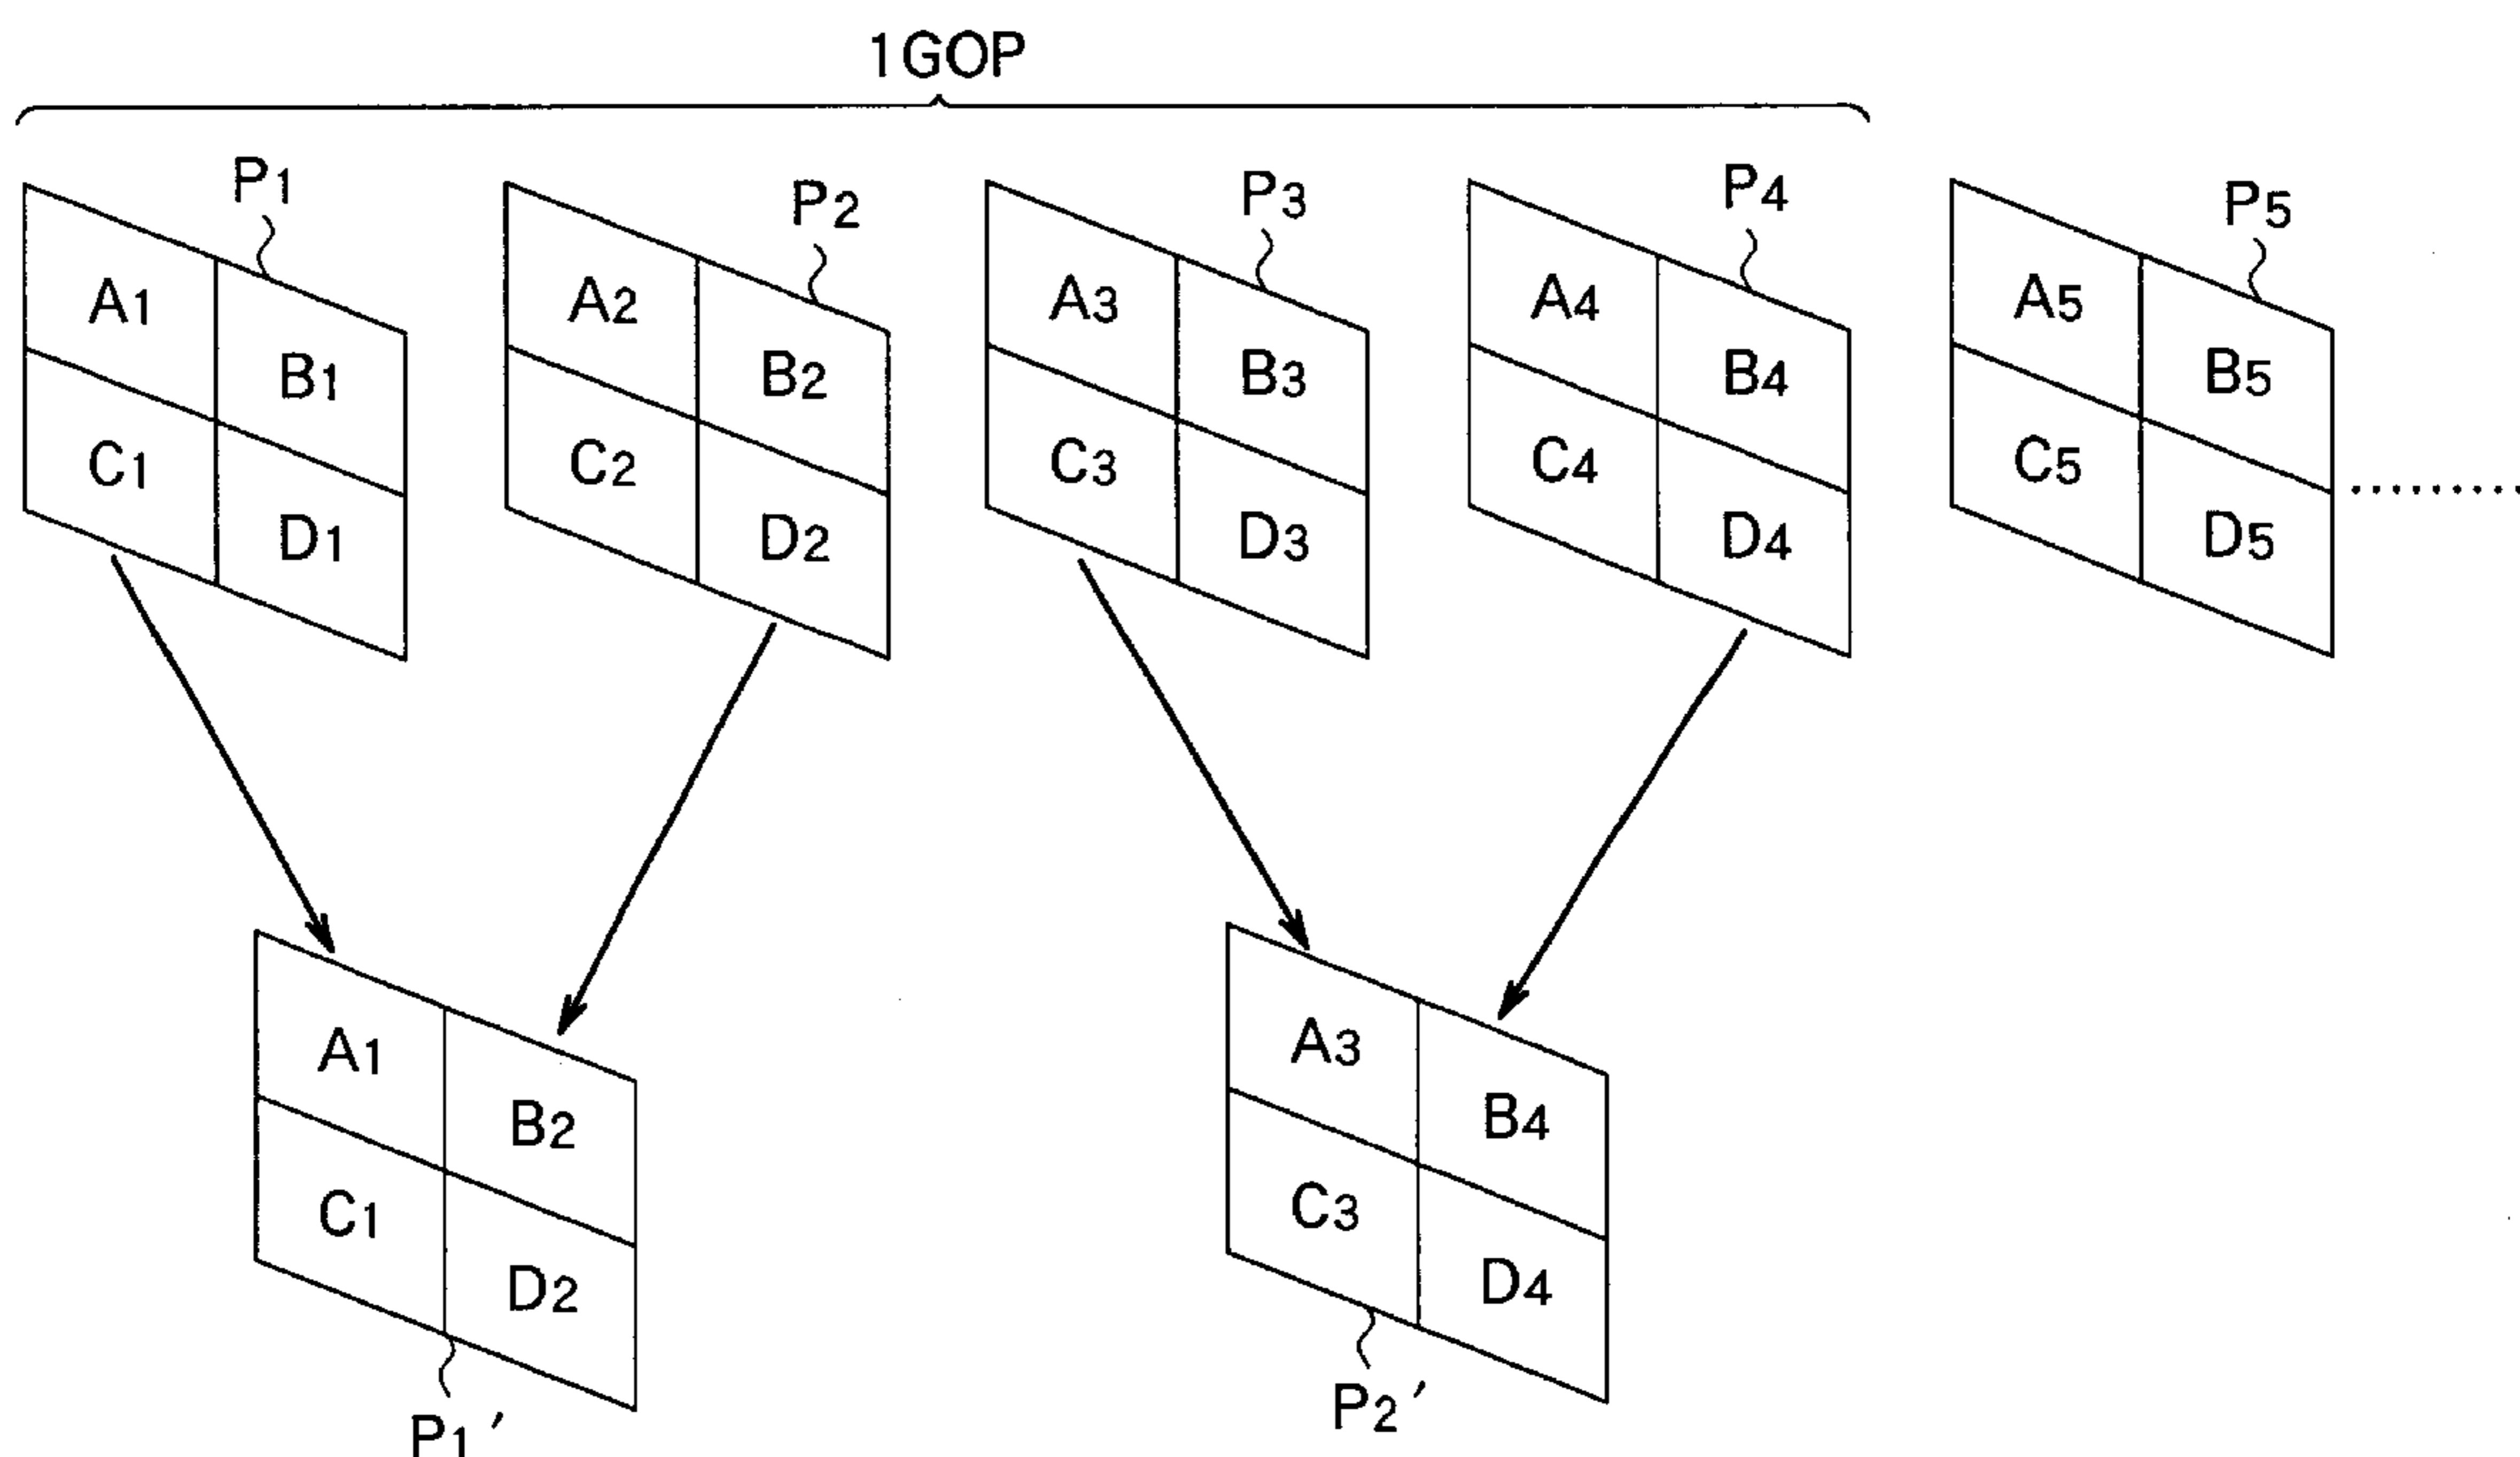 1GOP
P1 P2 P3 P4 P5
A1 B1 A2 B2 A3 B3 A4 B4 A5 B5
C1 D1 C2 D2 C3 D3 C4 D4 C5 D5
A1 B2 A3 B4
C1 D2 C3 D4
P1' P2'